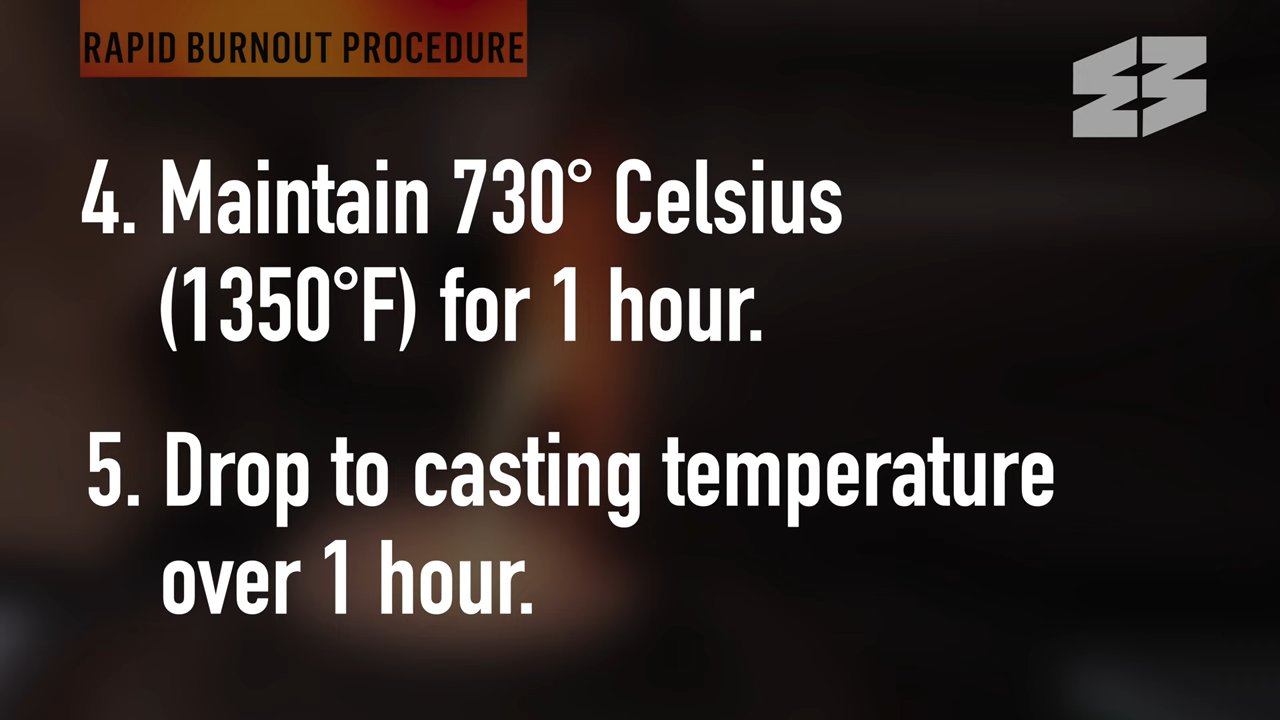 RAPID BURNOUT PROCEDURE
4. Maintain 730° Celsius
(1350°F) for 1 hour.
5. Drop to casting temperature
over 1 hour.